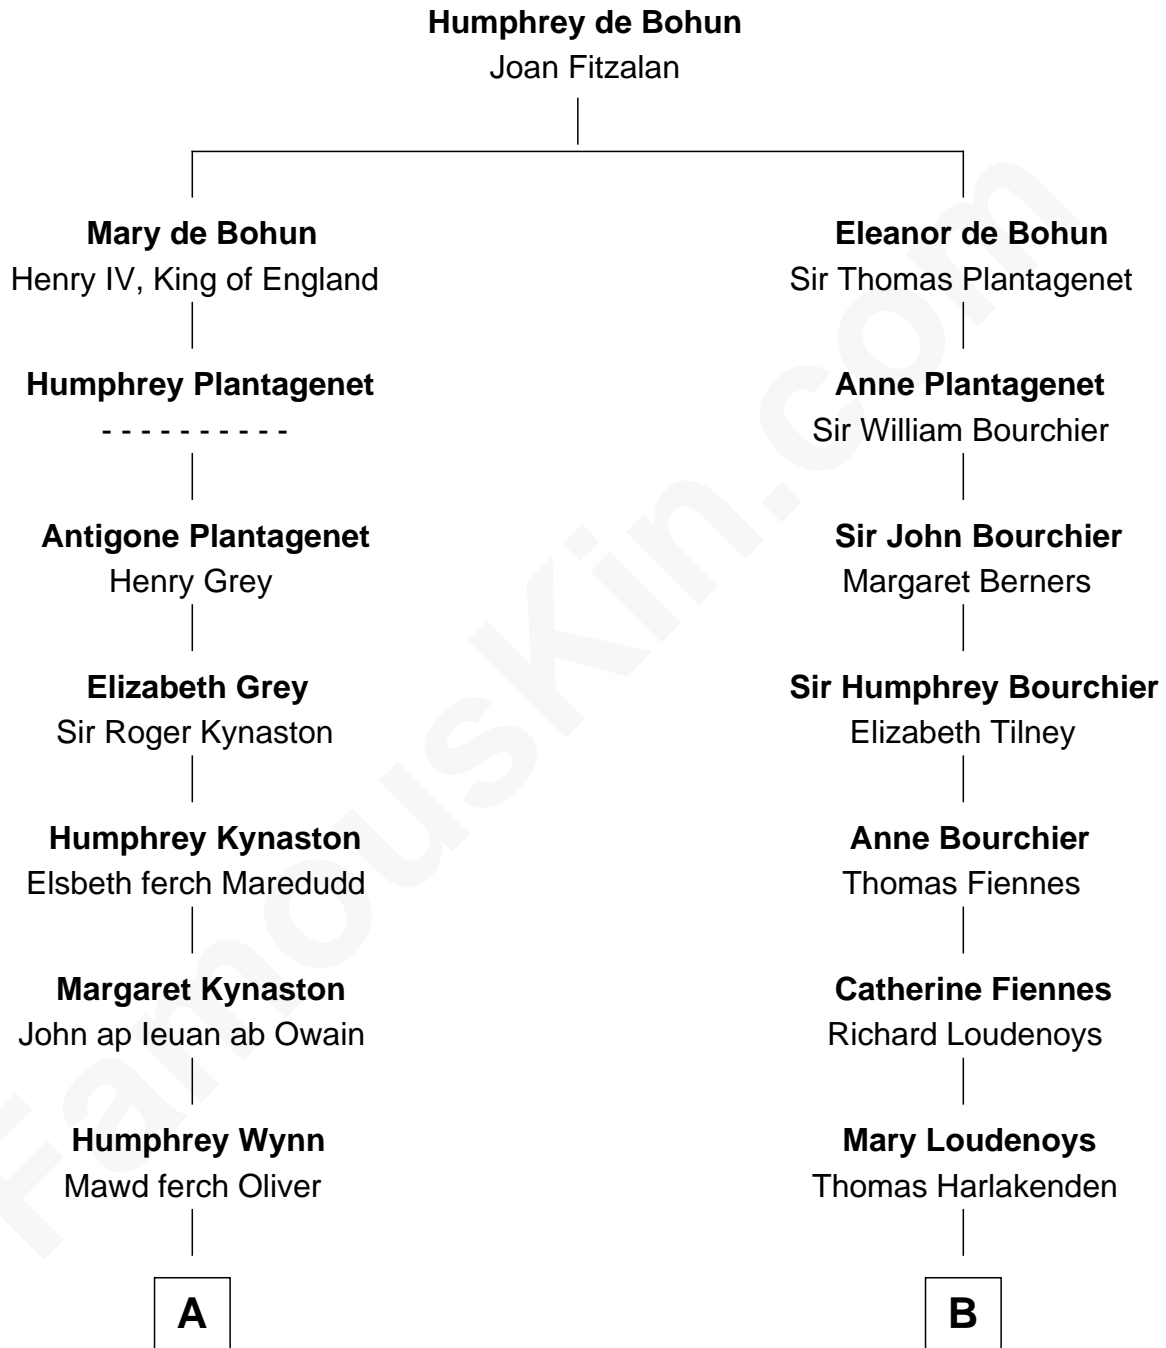 Humphrey de Bohun
Joan Fitzalan
Mary de Bohun
Henry IV, King of England
Eleanor de Bohun
Sir Thomas Plantagenet
Humphrey Plantagenet
- - - - - - - - - -
Anne Plantagenet
Sir William Bourchier
Antigone Plantagenet
Henry Grey
Sir John Bourchier
Margaret Berners
Elizabeth Grey
Sir Roger Kynaston
Sir Humphrey Bourchier
Elizabeth Tilney
Humphrey Kynaston
Elsbeth ferch Maredudd
Anne Bourchier
Thomas Fiennes
Margaret Kynaston
John ap Ieuan ab Owain
Catherine Fiennes
Richard Loudenoys
Humphrey Wynn
Mawd ferch Oliver
Mary Loudenoys
Thomas Harlakenden
A
B
FamousKin.com